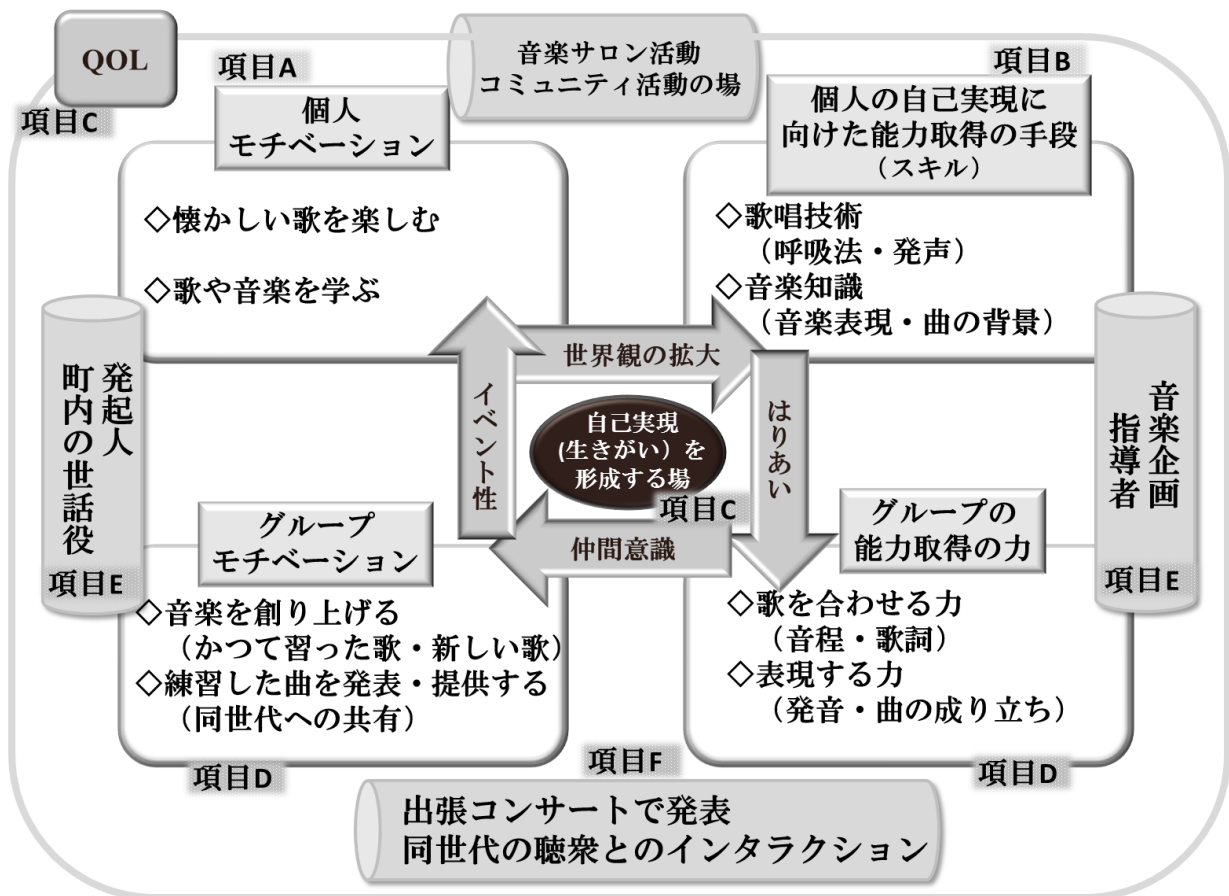 QOL
項目C
項目A
個人
モチベーション
音楽サロン活動
コミュニティ活動の場
項目B
個人の自己実現に
向けた能力取得の手段
（スキル）
◇懐かしい歌を楽しむ
◇歌や音楽を学ぶ
◇歌唱技術
（呼吸法・発声）
◇音楽知識
（音楽表現・曲の背景）
発起人
町内の世話役
項目E
世界観の拡大
イベント性
自己実現
(生きがい）を
形成する場
項目C
はりあい
仲間意識
音楽企画
指導者
項目E
グループ
モチベーション
◇音楽を創り上げる
（かつて習った歌・新しい歌）
◇練習した曲を発表・提供する
（同世代への共有）
項目D
グループの
能力取得の力
◇歌を合わせる力
（音程・歌詞）
◇表現する力
（発音・曲の成り立ち）
項目D
項目F
出張コンサートで発表
同世代の聴衆とのインタラクション